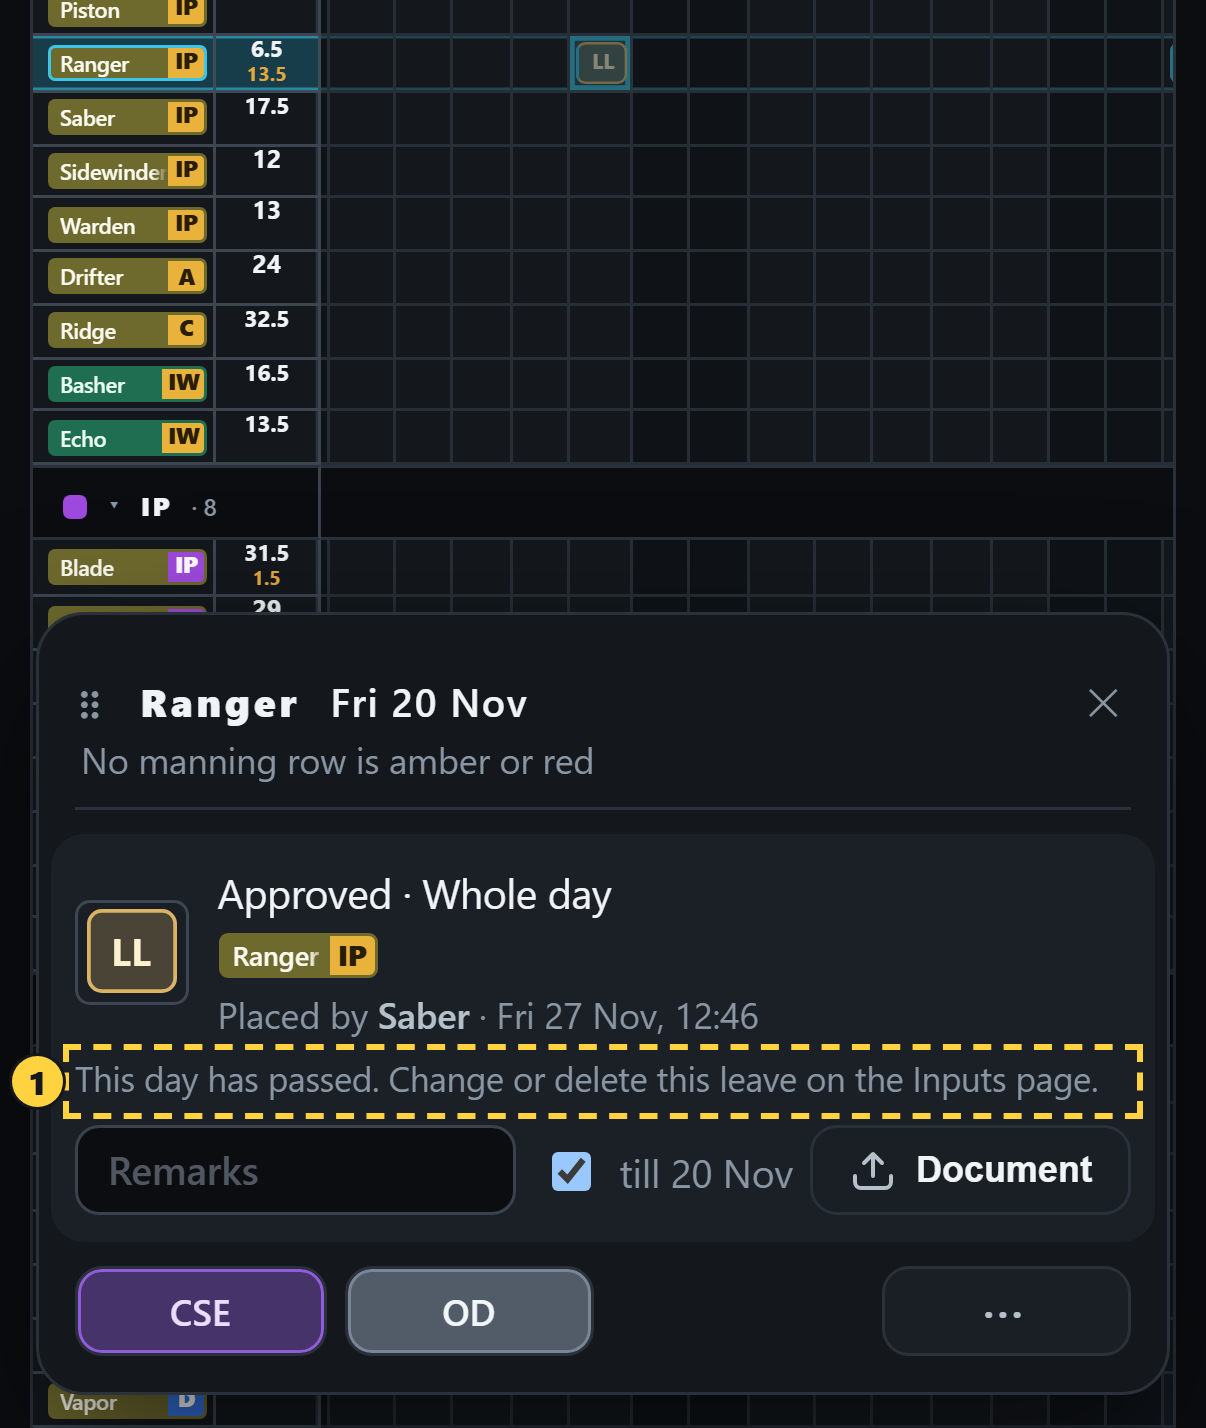 Piston IP
Ranger IP 6.5
13.5
LL
Saber IP 17.5
Sidewinder IP 12
Warden IP 13
Drifter A 24
Ridge C 32.5
Basher IW 16.5
Echo IW 13.5
IP · 8
Blade IP 31.5
1.5
29
Ranger Fri 20 Nov
No manning row is amber or red
Approved · Whole day
LL
Ranger IP
Placed by Saber · Fri 27 Nov, 12:46
1 This day has passed. Change or delete this leave on the Inputs page.
Remarks till 20 Nov Document
CSE OD ...
Vapor D